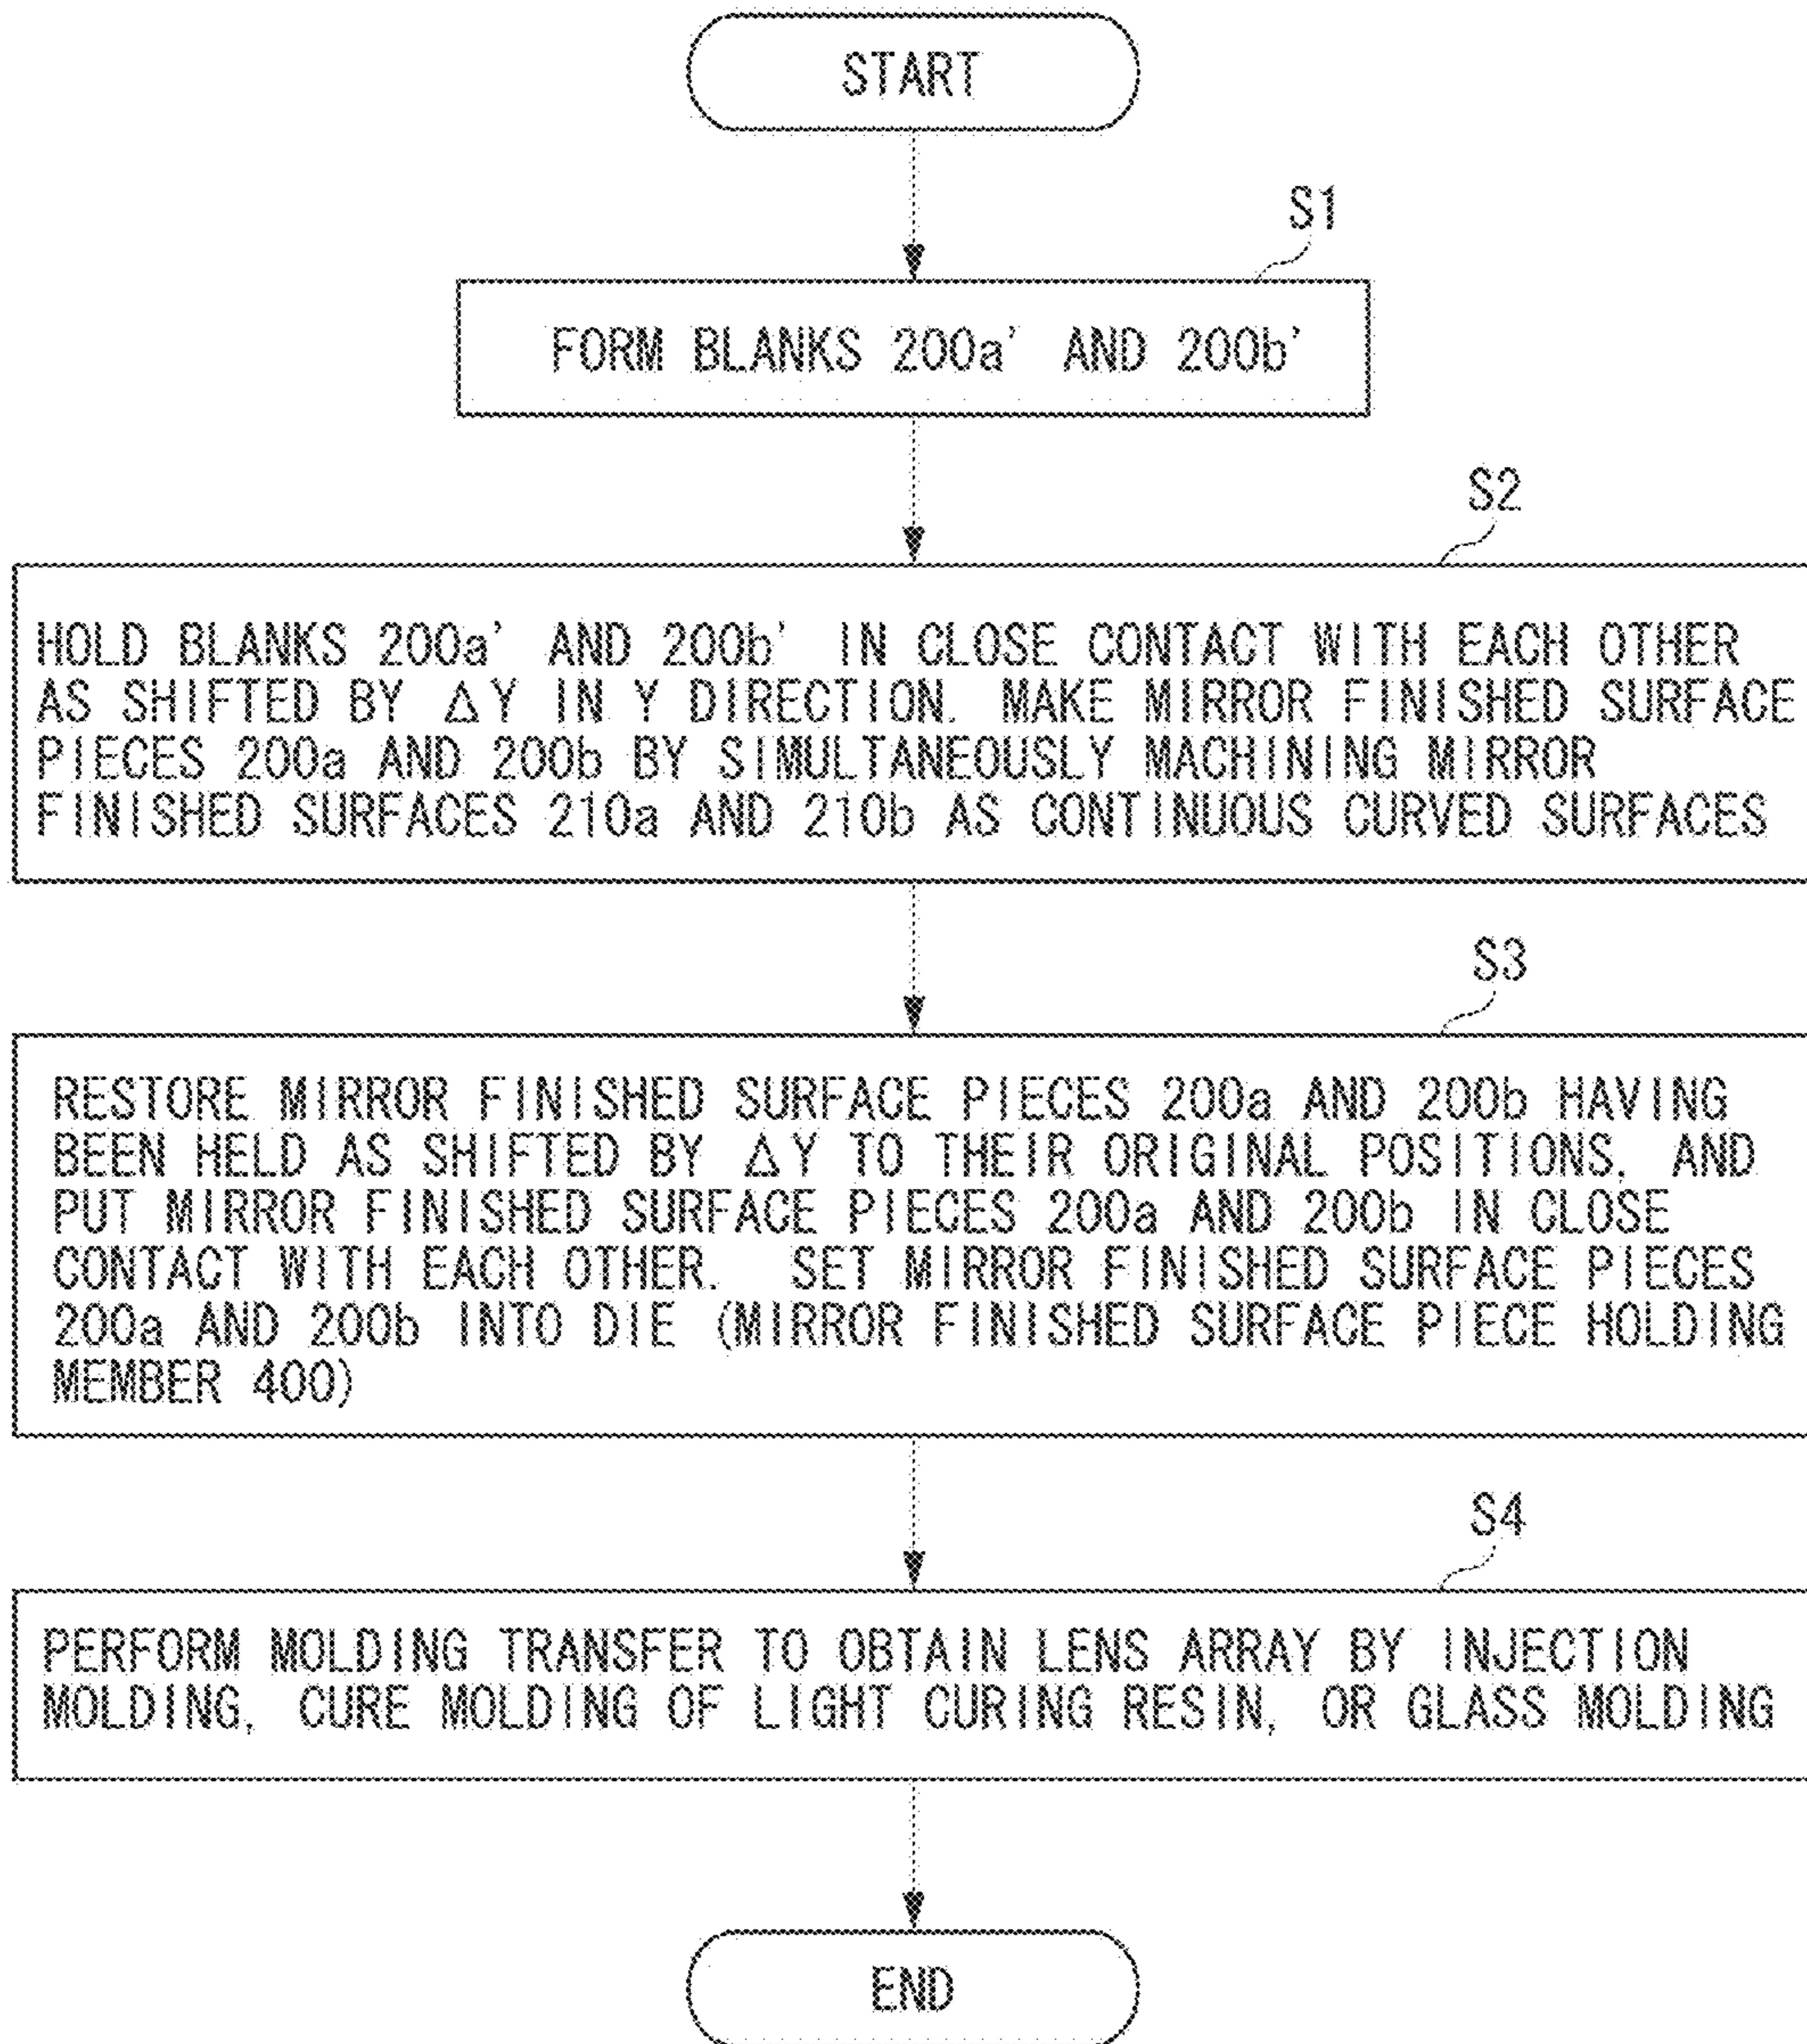 START
S1
FORM BLANKS 200a' AND 200b'
S2
HOLD BLANKS 200a' AND 200b' IN CLOSE CONTACT WITH EACH OTHER
AS SHIFTED BY ΔY IN Y DIRECTION. MAKE MIRROR FINISHED SURFACE
PIECES 200a AND 200b BY SIMULTANEOUSLY MACHINING MIRROR
FINISHED SURFACES 210a AND 210b AS CONTINUOUS CURVED SURFACES
S3
RESTORE MIRROR FINISHED SURFACE PIECES 200a AND 200b HAVING
BEEN HELD AS SHIFTED BY ΔY TO THEIR ORIGINAL POSITIONS, AND
PUT MIRROR FINISHED SURFACE PIECES 200a AND 200b IN CLOSE
CONTACT WITH EACH OTHER. SET MIRROR FINISHED SURFACE PIECES
200a AND 200b INTO DIE (MIRROR FINISHED SURFACE PIECE HOLDING
MEMBER 400)
S4
PERFORM MOLDING TRANSFER TO OBTAIN LENS ARRAY BY INJECTION
MOLDING, CURE MOLDING OF LIGHT CURING RESIN, OR GLASS MOLDING
END